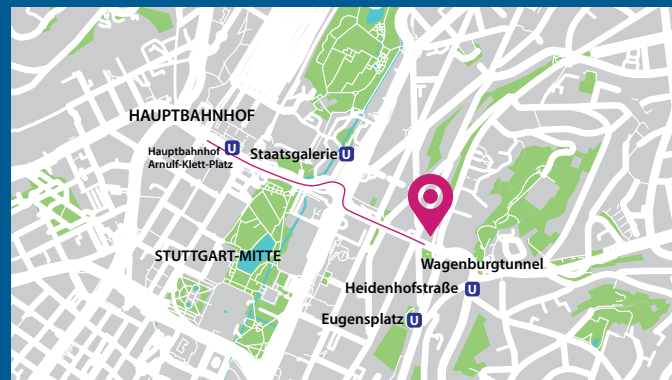 HAUPTBAHNHOF
Hauptbahnhof U
Arnulf-Klett-Platz
Staatsgalerie U
STUTTGART-MITTE
Wagenburgtunnel
Heidenhofstraße U
Eugensplatz U